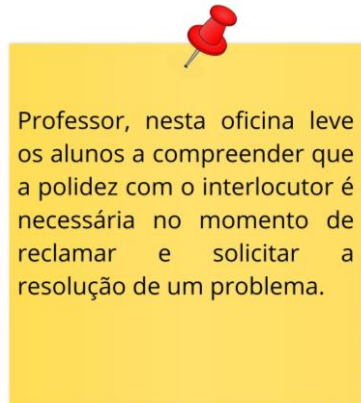 Professor, nesta oficina leve
os alunos a compreender que
a polidez com o interlocutor é
necessária no momento de
reclamar e solicitar a
resolução de um problema.